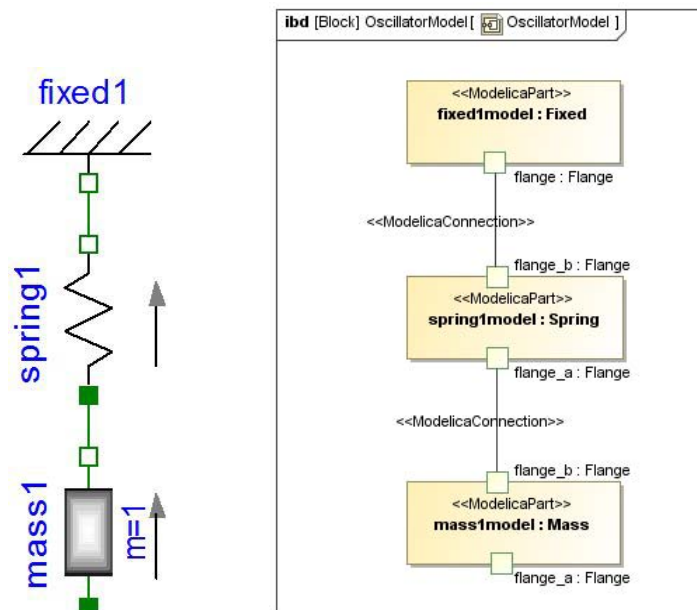 fixed1
spring1
mass1
m=1
ibd [Block] OscillatorModel[ OscillatorModel ]
<<ModelicaPart>>
fixed1model : Fixed
flange : Flange
<<ModelicaConnection>>
flange_b : Flange
<<ModelicaPart>>
spring1model : Spring
flange_a : Flange
<<ModelicaConnection>>
flange_b : Flange
<<ModelicaPart>>
mass1model : Mass
flange_a : Flange